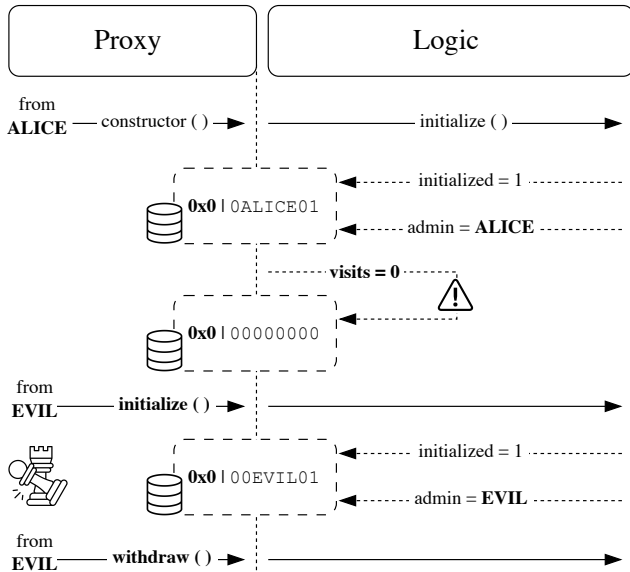 Proxy
Logic
from
ALICE
constructor ( )
initialize ( )
initialized = 1
0x0 | 0ALICE01
admin = ALICE
visits = 0
0x0 | 00000000
from
EVIL
initialize ( )
initialized = 1
0x0 | 00EVIL01
admin = EVIL
from
EVIL
withdraw ( )